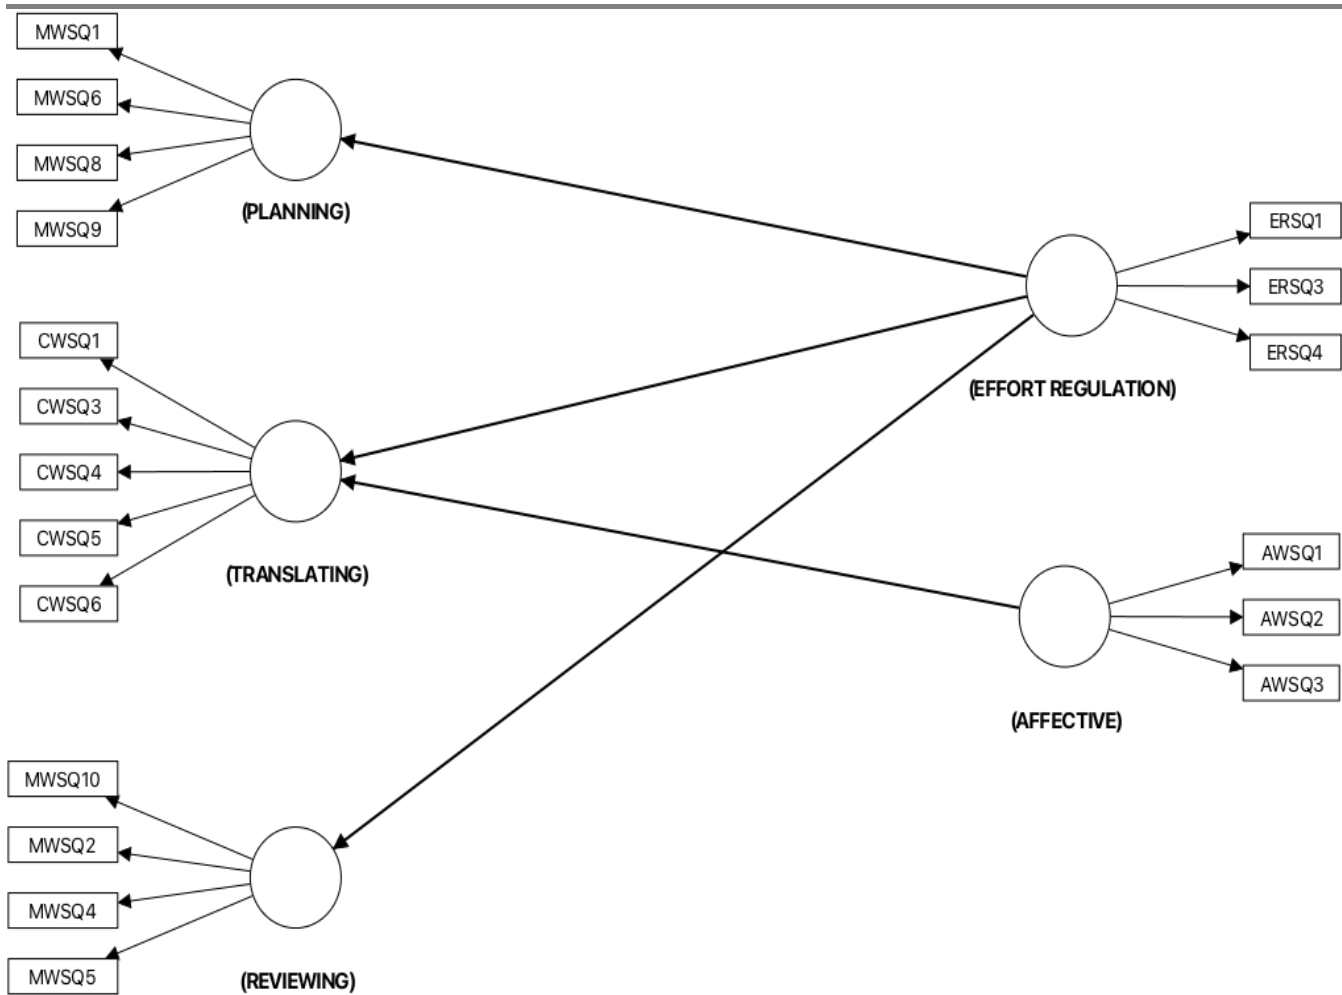 MWSQ1
MWSQ6
MWSQ8
MWSQ9
(PLANNING)
CWSQ1
CWSQ3
CWSQ4
CWSQ5
CWSQ6
(TRANSLATING)
MWSQ10
MWSQ2
MWSQ4
MWSQ5
(REVIEWING)
ERSQ1
ERSQ3
ERSQ4
(EFFORT REGULATION)
AWSQ1
AWSQ2
AWSQ3
(AFFECTIVE)